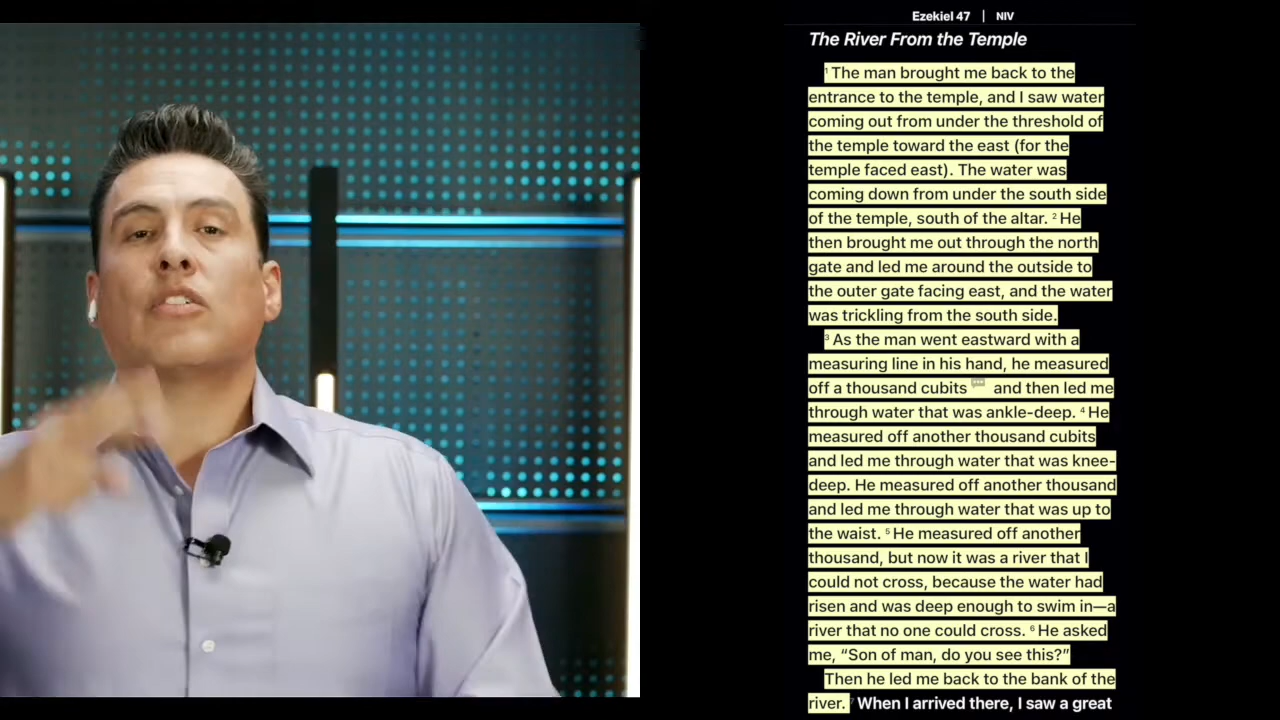 Ezekiel 47 | NIV
The River From the Temple
1 The man brought me back to the
entrance to the temple, and I saw water
coming out from under the threshold of
the temple toward the east (for the
temple faced east). The water was
coming down from under the south side
of the temple, south of the altar. 2 He
then brought me out through the north
gate and led me around the outside to
the outer gate facing east, and the water
was trickling from the south side.
3 As the man went eastward with a
measuring line in his hand, he measured
off a thousand cubits and then led me
through water that was ankle-deep. 4 He
measured off another thousand cubits
and led me through water that was knee-
deep. He measured off another thousand
and led me through water that was up to
the waist. 5 He measured off another
thousand, but now it was a river that I
could not cross, because the water had
risen and was deep enough to swim in—a
river that no one could cross. 6 He asked
me, “Son of man, do you see this?”
Then he led me back to the bank of the
river. 7 When I arrived there, I saw a great